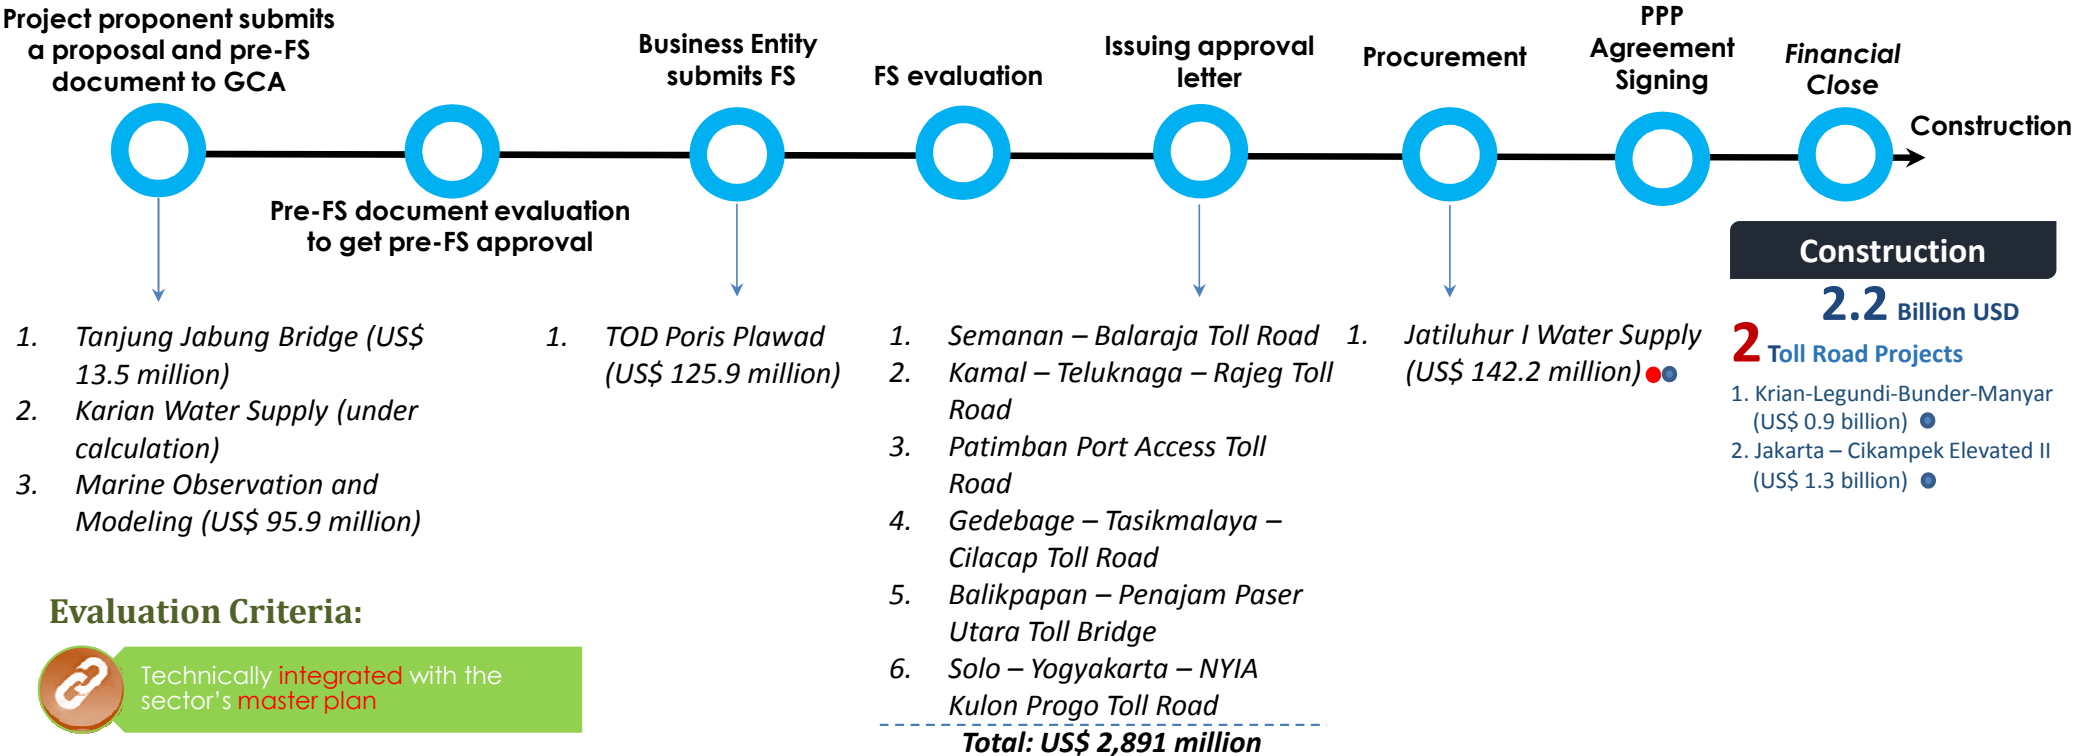 Project proponent submits
a proposal and pre-FS
document to GCA
Pre-FS document evaluation
to get pre-FS approval
Business Entity
submits FS
FS evaluation
Issuing approval
letter
Procurement
PPP
Agreement
Signing
Financial
Close
Construction
1. Tanjung Jabung Bridge (US$
13.5 million)
2. Karian Water Supply (under
calculation)
3. Marine Observation and
Modeling (US$ 95.9 million)
1. TOD Poris Plawad
(US$ 125.9 million)
1. Semanan – Balaraja Toll Road
2. Kamal – Teluknaga – Rajeg Toll
Road
3. Patimban Port Access Toll
Road
4. Gedebage – Tasikmalaya –
Cilacap Toll Road
5. Balikpapan – Penajam Paser
Utara Toll Bridge
6. Solo – Yogyakarta – NYIA
Kulon Progo Toll Road
Total: US$ 2,891 million
1. Jatiluhur I Water Supply
(US$ 142.2 million)
Construction
2.2 Billion USD
2 Toll Road Projects
1. Krian-Legundi-Bunder-Manyar
(US$ 0.9 billion)
2. Jakarta – Cikampek Elevated II
(US$ 1.3 billion)
Evaluation Criteria:
Technically integrated with the
sector's master plan